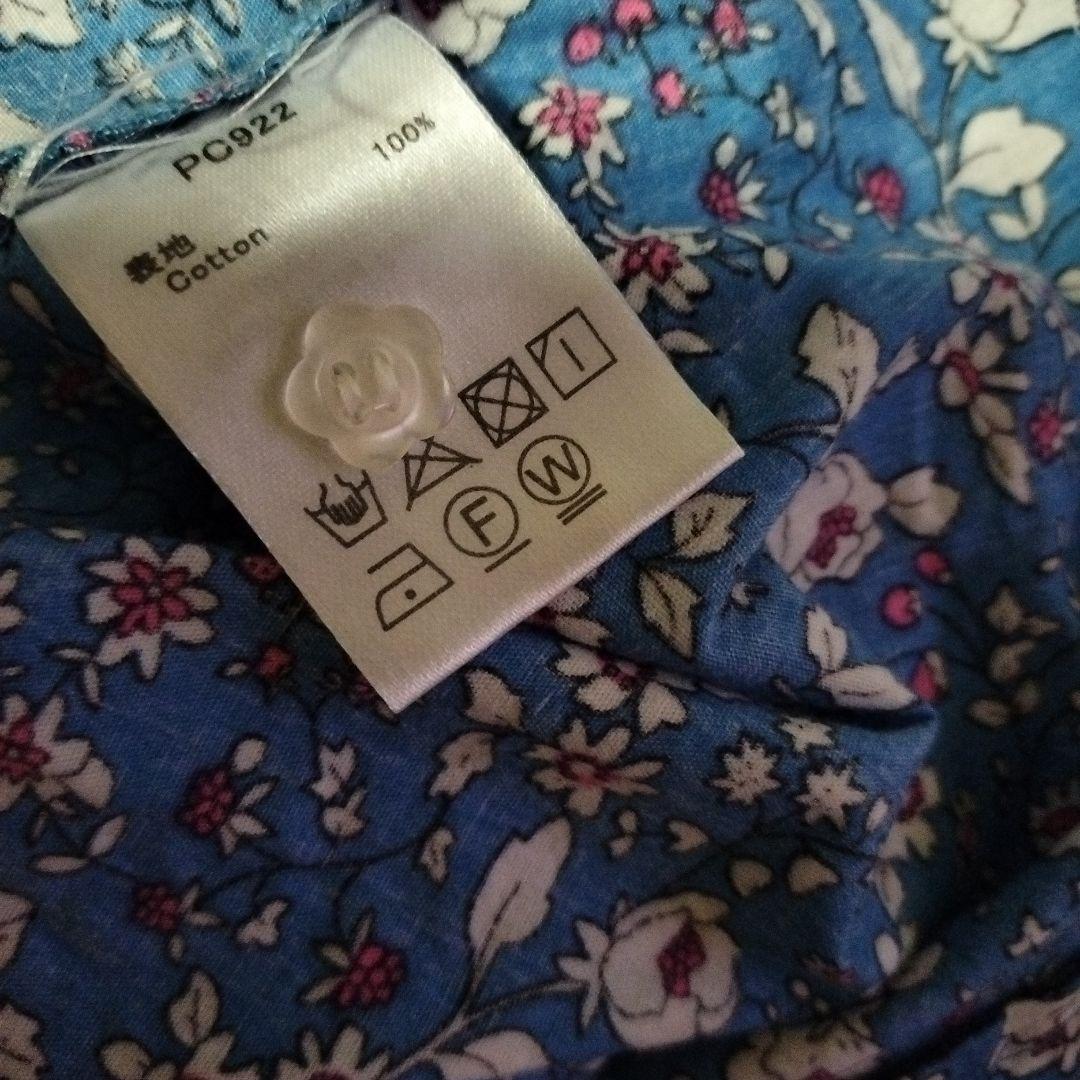 PC922
100%
表地
Cotton
F
W